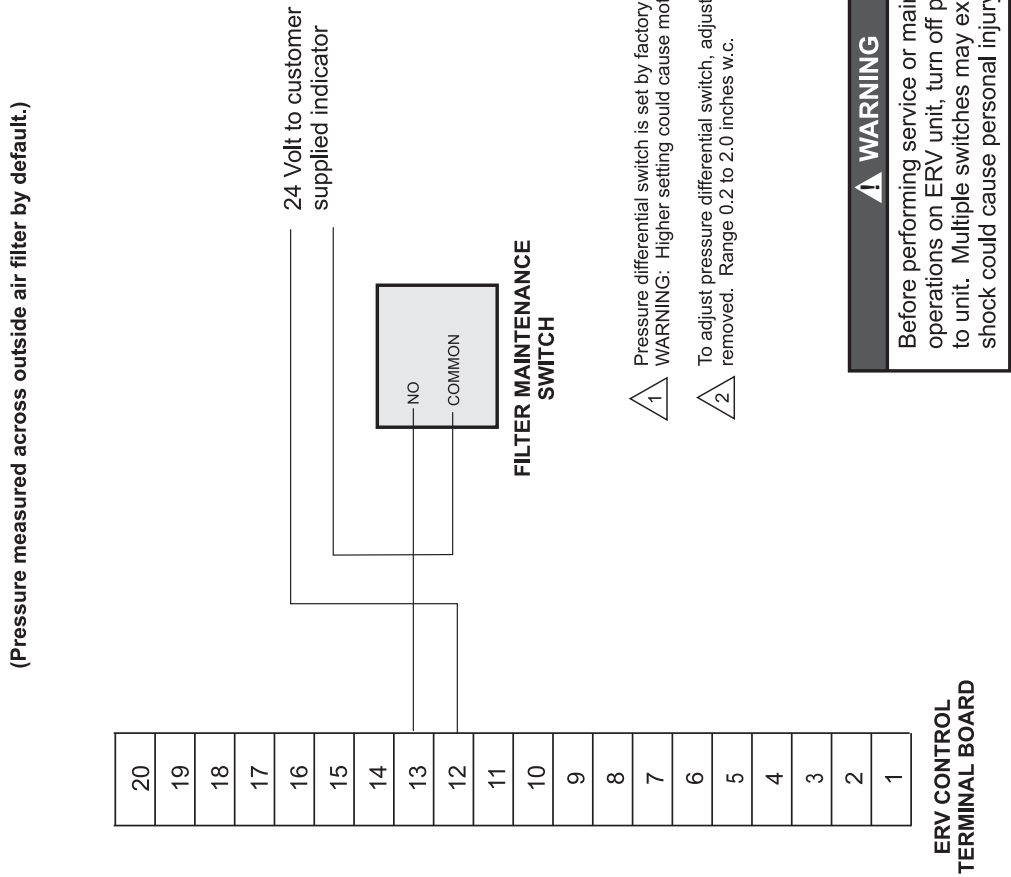 (Pressure measured across outside air filter by default.)
24 Volt to customer
supplied indicator
NO
COMMON
FILTER MAINTENANCE
SWITCH
20
19
18
17
16
15
14
13
12
11
10
9
8
7
6
5
4
3
2
1
ERV CONTROL
TERMINAL BOARD
1
Pressure differential switch is set by factory
WARNING: Higher setting could cause
2
To adjust pressure differential switch, adjust
removed. Range 0.2 to 2.0 inches w.c.
WARNING
Before performing service or
operations on ERV unit, turn off
to unit. Multiple switches may
shock could cause personal injury